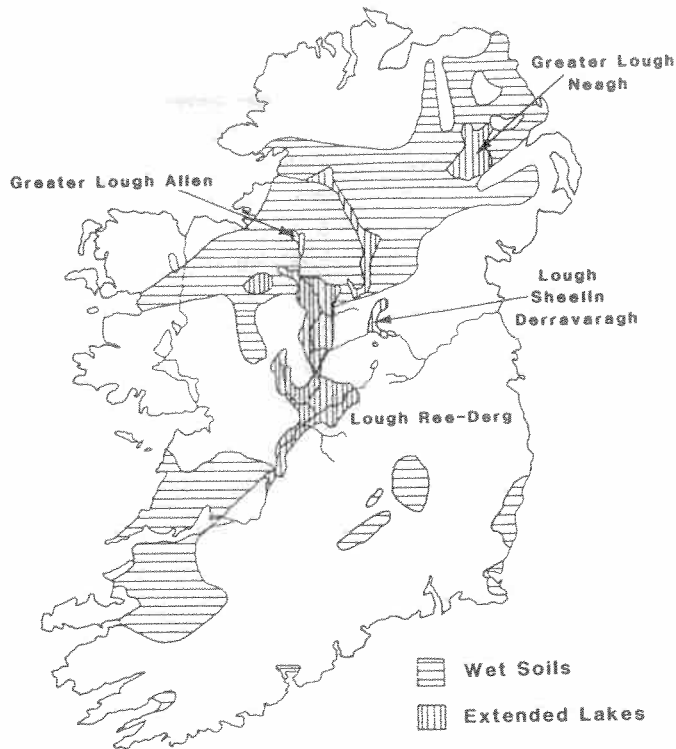 Greater Lough
Neagh
Greater Lough Allen
Lough
Sheelin
Derravaragh
Lough Ree-Derg
Wet Soils
Extended Lakes